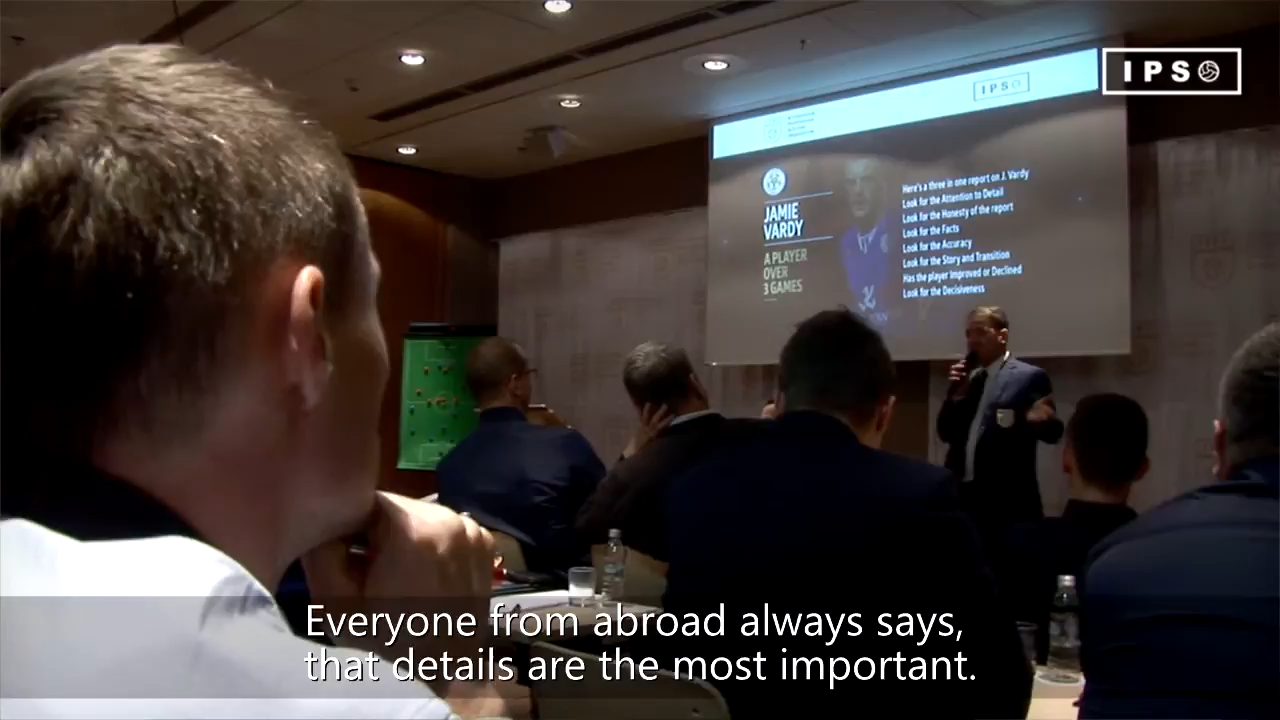 IPSO
IPSO
JAMIE
VARDY
A PLAYER
OVER
3 GAMES
Here's a three in one report on J. Vardy
Look for the Attention to Detail
Look for the Honesty of the report
Look for the Facts
Look for the Accuracy
Look for the Story and Transition
Has the player Improved or Declined
Look for the Decisiveness
Everyone from abroad always says,
that details are the most important.